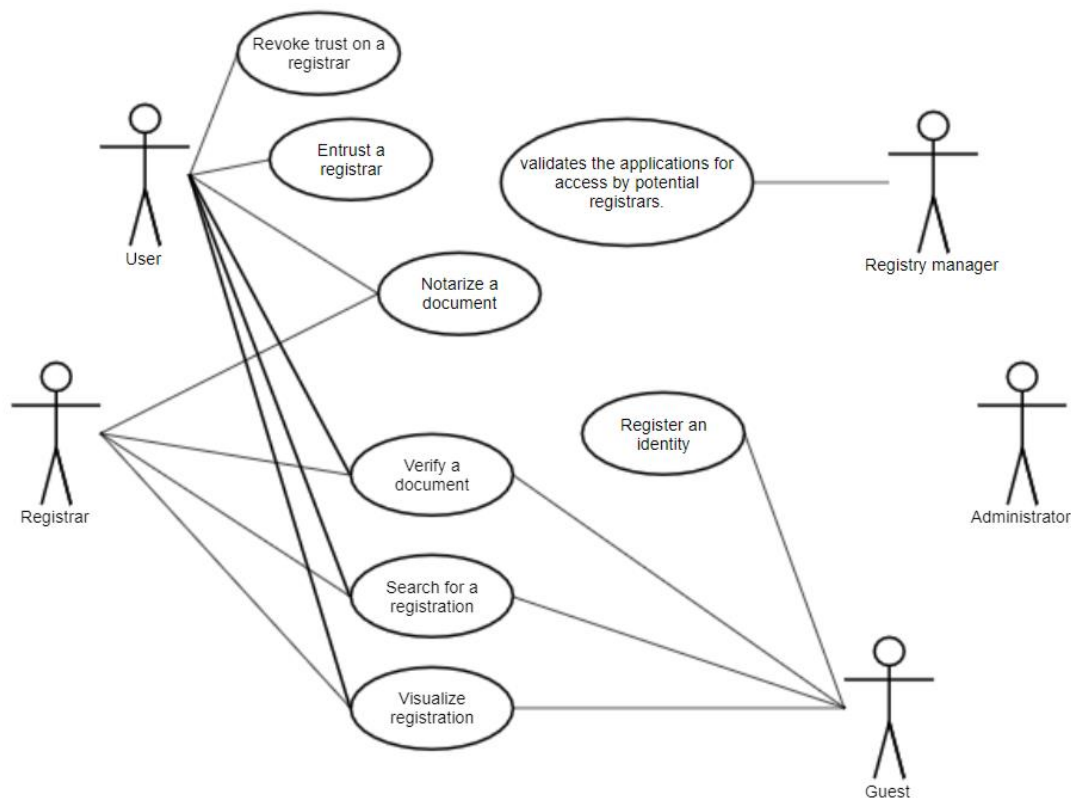 Revoke trust on a
registrar
Entrust a
registrar
validates the applications for
access by potential
registrars.
User
Registry manager
Notarize a
document
Register an
identity
Verify a
document
Registrar
Administrator
Search for a
registration
Visualize
registration
Guest